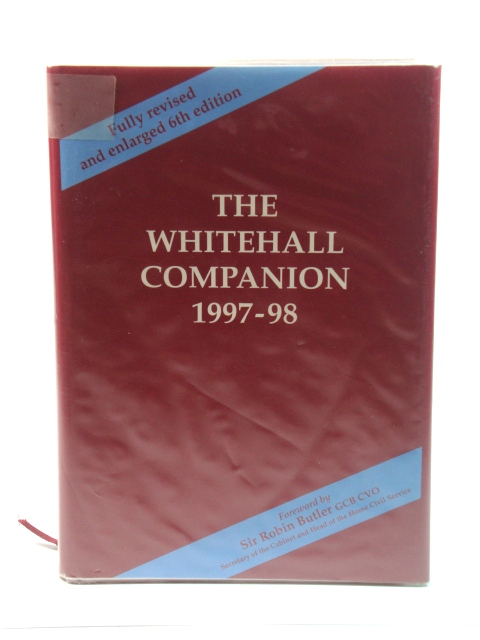 Fully revised
and enlarged 6th edition
THE
WHITEHALL
COMPANION
1997-98
Foreword by
Sir Robin Butler GCB CVO
Secretary of the Cabinet and Head of the Home Civil Service